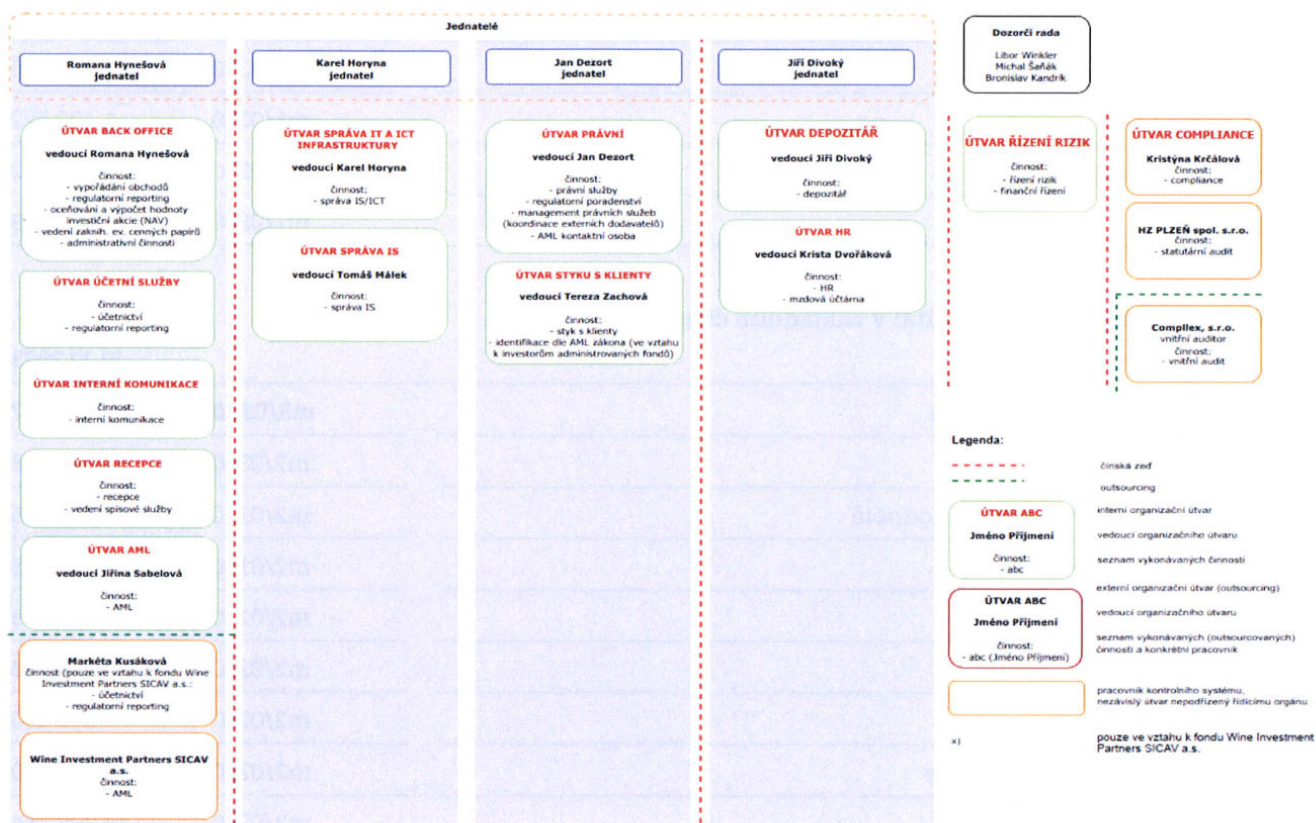 Jednatelé
Romana Hynešová
jednatel
Karel Horyna
jednatel
Jan Dezort
jednatel
Jiří Divoký
jednatel
Dozorčí rada
Libor Winkler
Michal Šaňák
Bronislav Kandrík
ÚTVAR BACK OFFICE
vedoucí Romana Hynešová
činnost:
- vypořádání obchodů
- regulatorní reporting
- oceňování a výpočet hodnoty
investiční akcie (NAV)
- vedení zaknih. ev. cenných papírů
- administrativní činnosti
ÚTVAR ÚČETNÍ SLUŽBY
činnost:
- účetnictví
- regulatorní reporting
ÚTVAR INTERNÍ KOMUNIKACE
činnost:
- interní komunikace
ÚTVAR RECEPCE
činnost:
- recepce
- vedení spisové služby
ÚTVAR AML
vedoucí Jiřina Sabelová
činnost:
- AML
Markéta Kusáková
činnost (pouze ve vztahu k fondu Wine
Investment Partners SICAV a.s.:
- účetnictví
- regulatorní reporting
Wine Investment Partners SICAV
a.s.
činnost:
- AML
ÚTVAR SPRÁVA IT A ICT
INFRASTRUKTURY
vedoucí Karel Horyna
činnost:
- správa IS/ICT
ÚTVAR SPRÁVA IS
vedoucí Tomáš Málek
činnost:
- správa IS
ÚTVAR PRÁVNÍ
vedoucí Jan Dezort
činnost:
- právní služby
- regulatorní poradenství
- management právních služeb
(koordinace externích dodavatelů)
- AML kontaktní osoba
ÚTVAR STYKU S KLIENTY
vedoucí Tereza Zachová
činnost:
- styk s klienty
- identifikace dle AML zákona (ve vztahu
k investorům administrovaných fondů)
ÚTVAR DEPOZITÁŘ
vedoucí Jiří Divoký
činnost:
- depozitář
ÚTVAR HR
vedoucí Krista Dvořáková
činnost:
- HR
- mzdová účtárna
ÚTVAR ŘÍZENÍ RIZIK
činnost:
- řízení rizik
- finanční řízení
ÚTVAR COMPLIANCE
Kristýna Krčálová
činnost:
- compliance
HZ PLZEŇ spol. s.r.o.
činnost:
- statutární audit
Compilex, s.r.o.
vnitřní auditor
činnost:
- vnitřní audit
Legenda:
čínská zeď
outsourcing
ÚTVAR ABC
Jméno Příjmení
činnost:
- abc
interní organizační útvar
vedoucí organizačního útvaru
seznam vykonávaných činností
ÚTVAR ABC
Jméno Příjmení
činnost:
- abc (Jméno Příjmení)
externí organizační útvar (outsourcing)
vedoucí organizačního útvaru
seznam vykonávaných (outsourcovaných)
činností a konkrétní pracovník
pracovník kontrolního systému,
nezávislý útvar nepodřízený řídícímu orgánu
x)
pouze ve vztahu k fondu Wine Investment
Partners SICAV a.s.